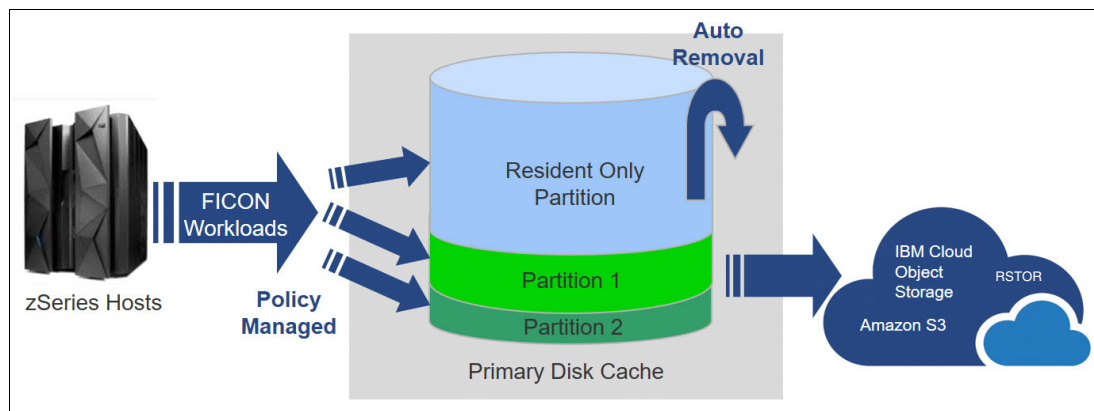 Auto
Removal
Resident Only
Partition
FICON
Workloads
zSeries Hosts
Policy
Managed
Partition 1
Partition 2
Primary Disk Cache
IBM Cloud
Object
Storage
RSTOR
Amazon S3